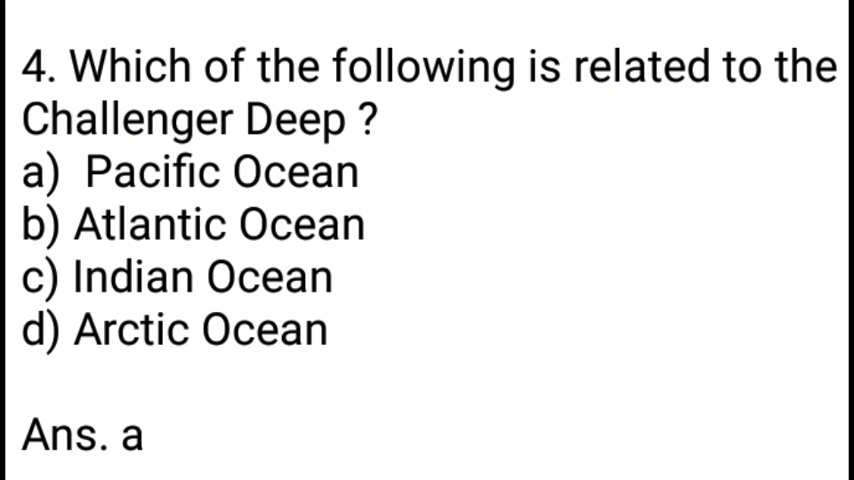 4. Which of the following is related to the
Challenger Deep ?
a)  Pacific Ocean
b) Atlantic Ocean
c) Indian Ocean
d) Arctic Ocean
Ans. a